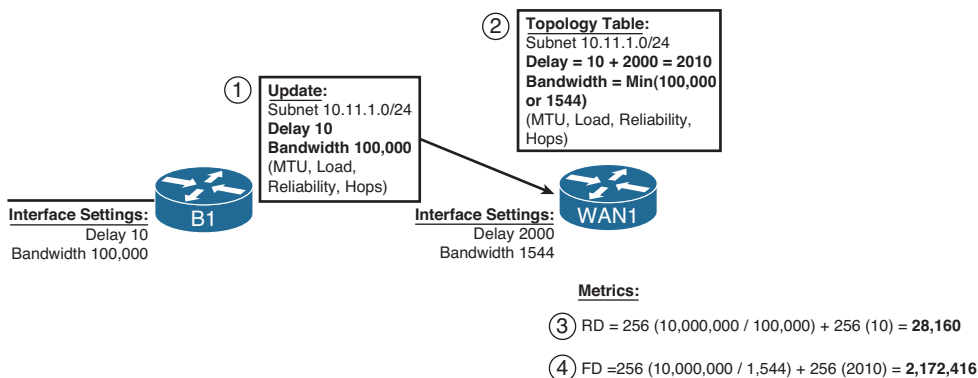 1
Update:
Subnet 10.11.1.0/24
Delay 10
Bandwidth 100,000
(MTU, Load,
Reliability, Hops)
2
Topology Table:
Subnet 10.11.1.0/24
Delay = 10 + 2000 = 2010
Bandwidth = Min(100,000
or 1544)
(MTU, Load, Reliability,
Hops)
B1
Interface Settings:
Delay 10
Bandwidth 100,000
WAN1
Interface Settings:
Delay 2000
Bandwidth 1544
Metrics:
3 RD = 256 (10,000,000 / 100,000) + 256 (10) = 28,160
4 FD =256 (10,000,000 / 1,544) + 256 (2010) = 2,172,416